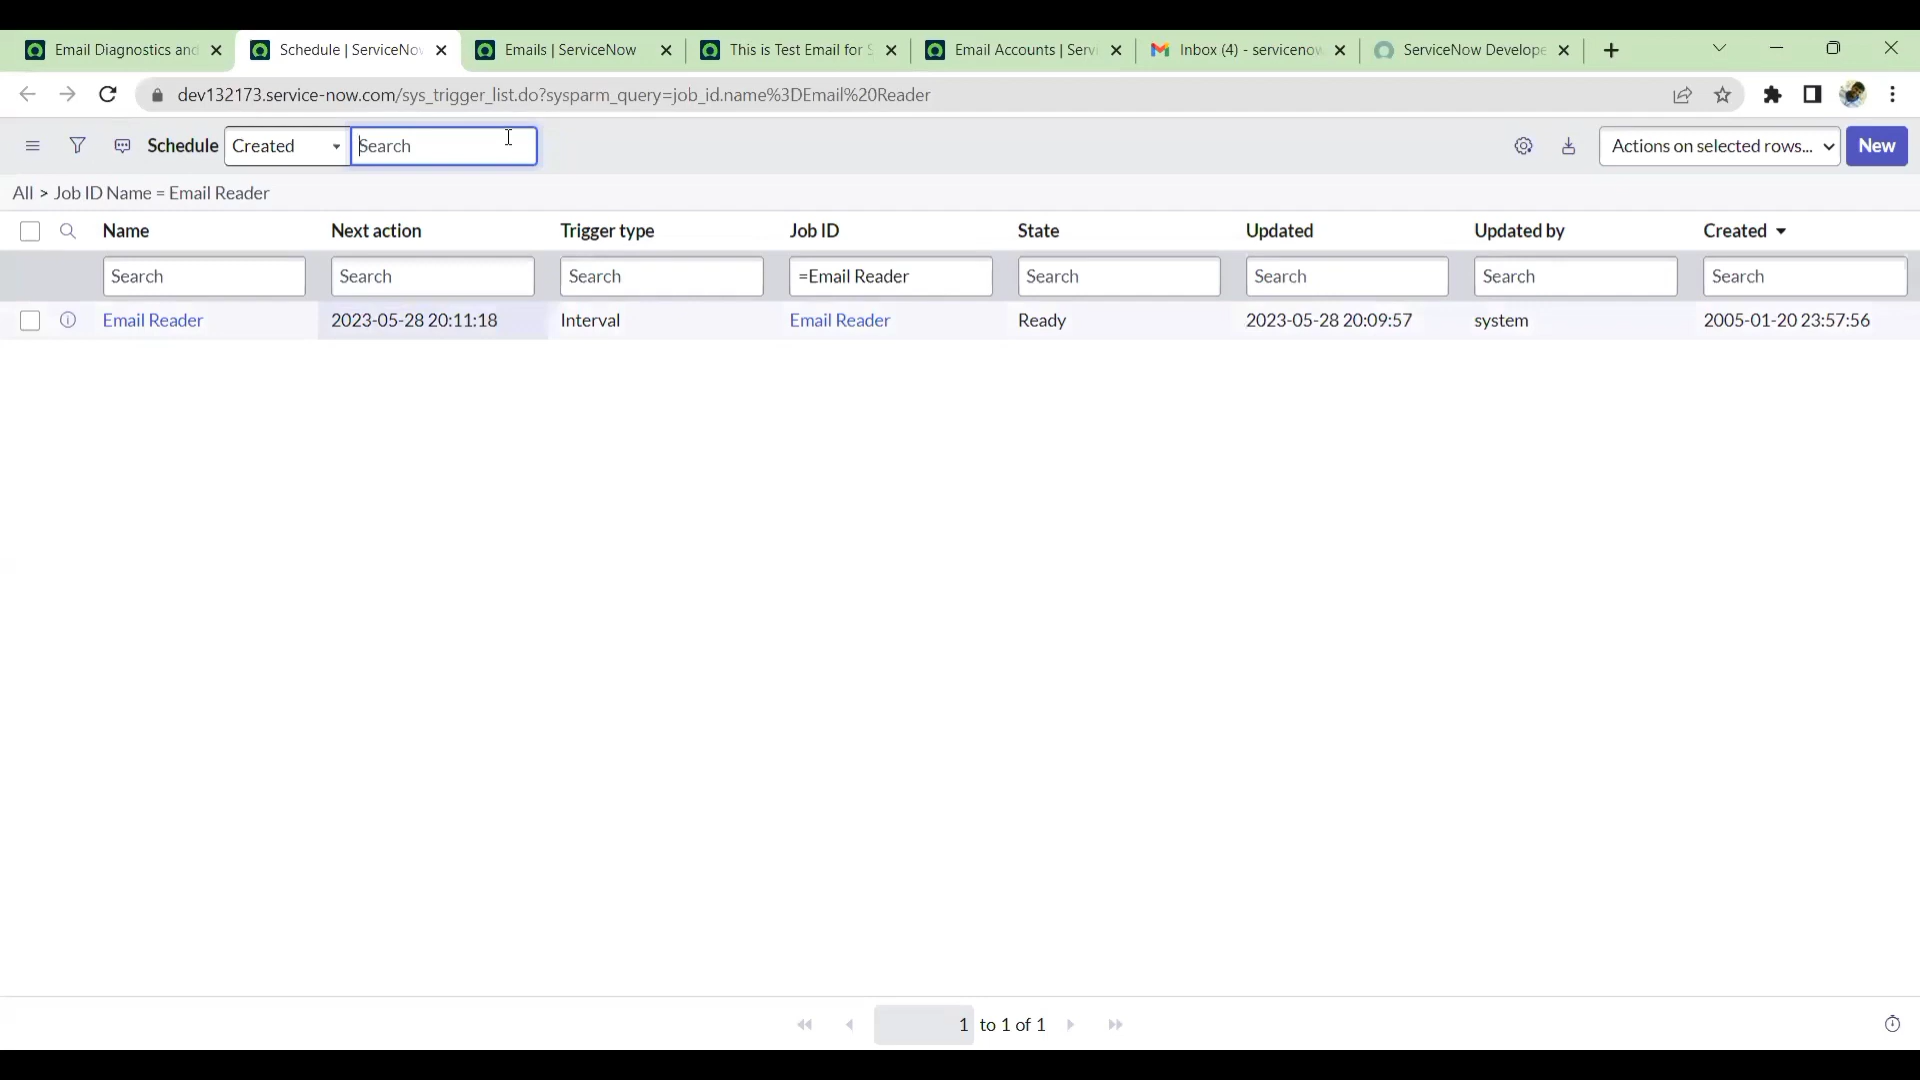 Email Diagnostics and
Schedule | ServiceNov
Emails | ServiceNow
This is Test Email for S
Email Accounts | Servi
Inbox (4) - servicenow
ServiceNow Develope
dev132173.service-now.com/sys_trigger_list.do?sysparm_query=job_id.name%3DEmail%20Reader
Schedule Created Search Actions on selected rows... New
All > Job ID Name = Email Reader
Name Next action Trigger type Job ID State Updated Updated by Created
Search Search Search =Email Reader Search Search Search Search
Email Reader 2023-05-28 20:11:18 Interval Email Reader Ready 2023-05-28 20:09:57 system 2005-01-20 23:57:56
1 to 1 of 1